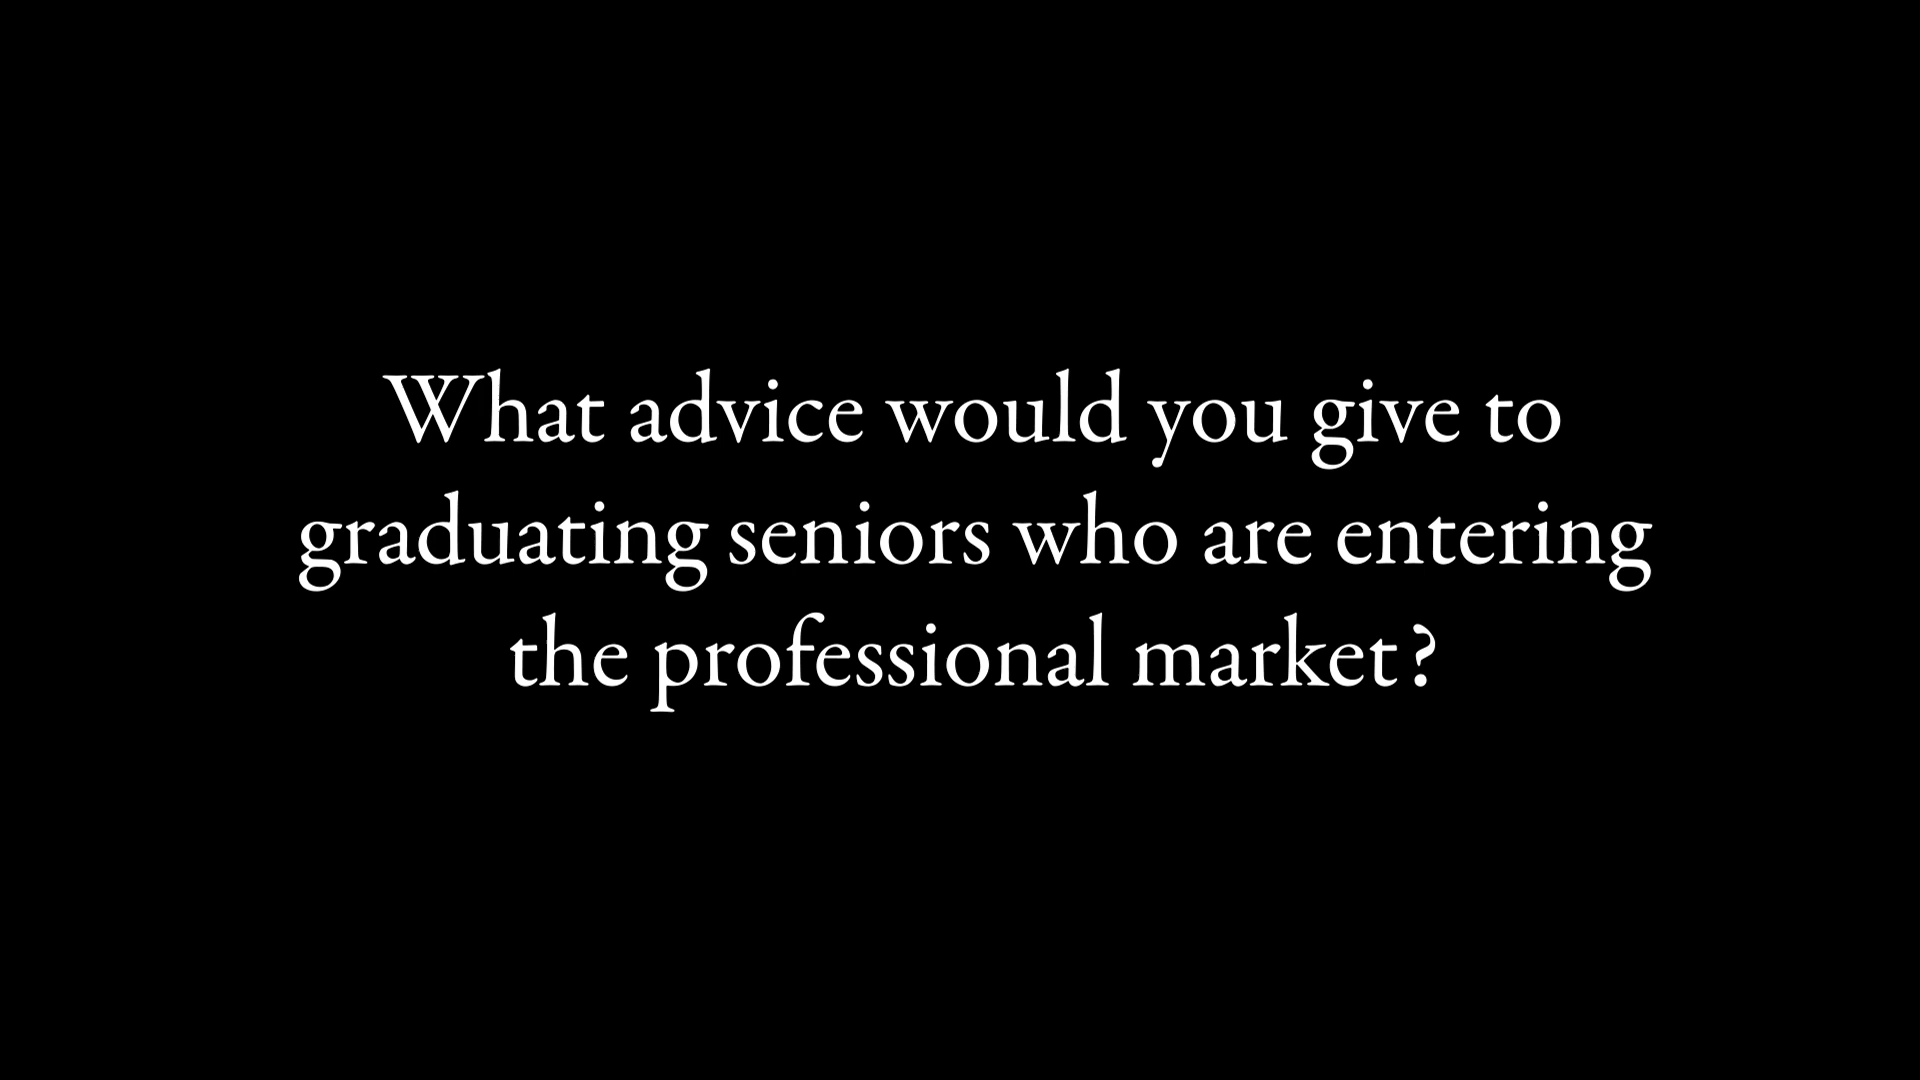 What advice would you give to
graduating seniors who are entering
the professional market?